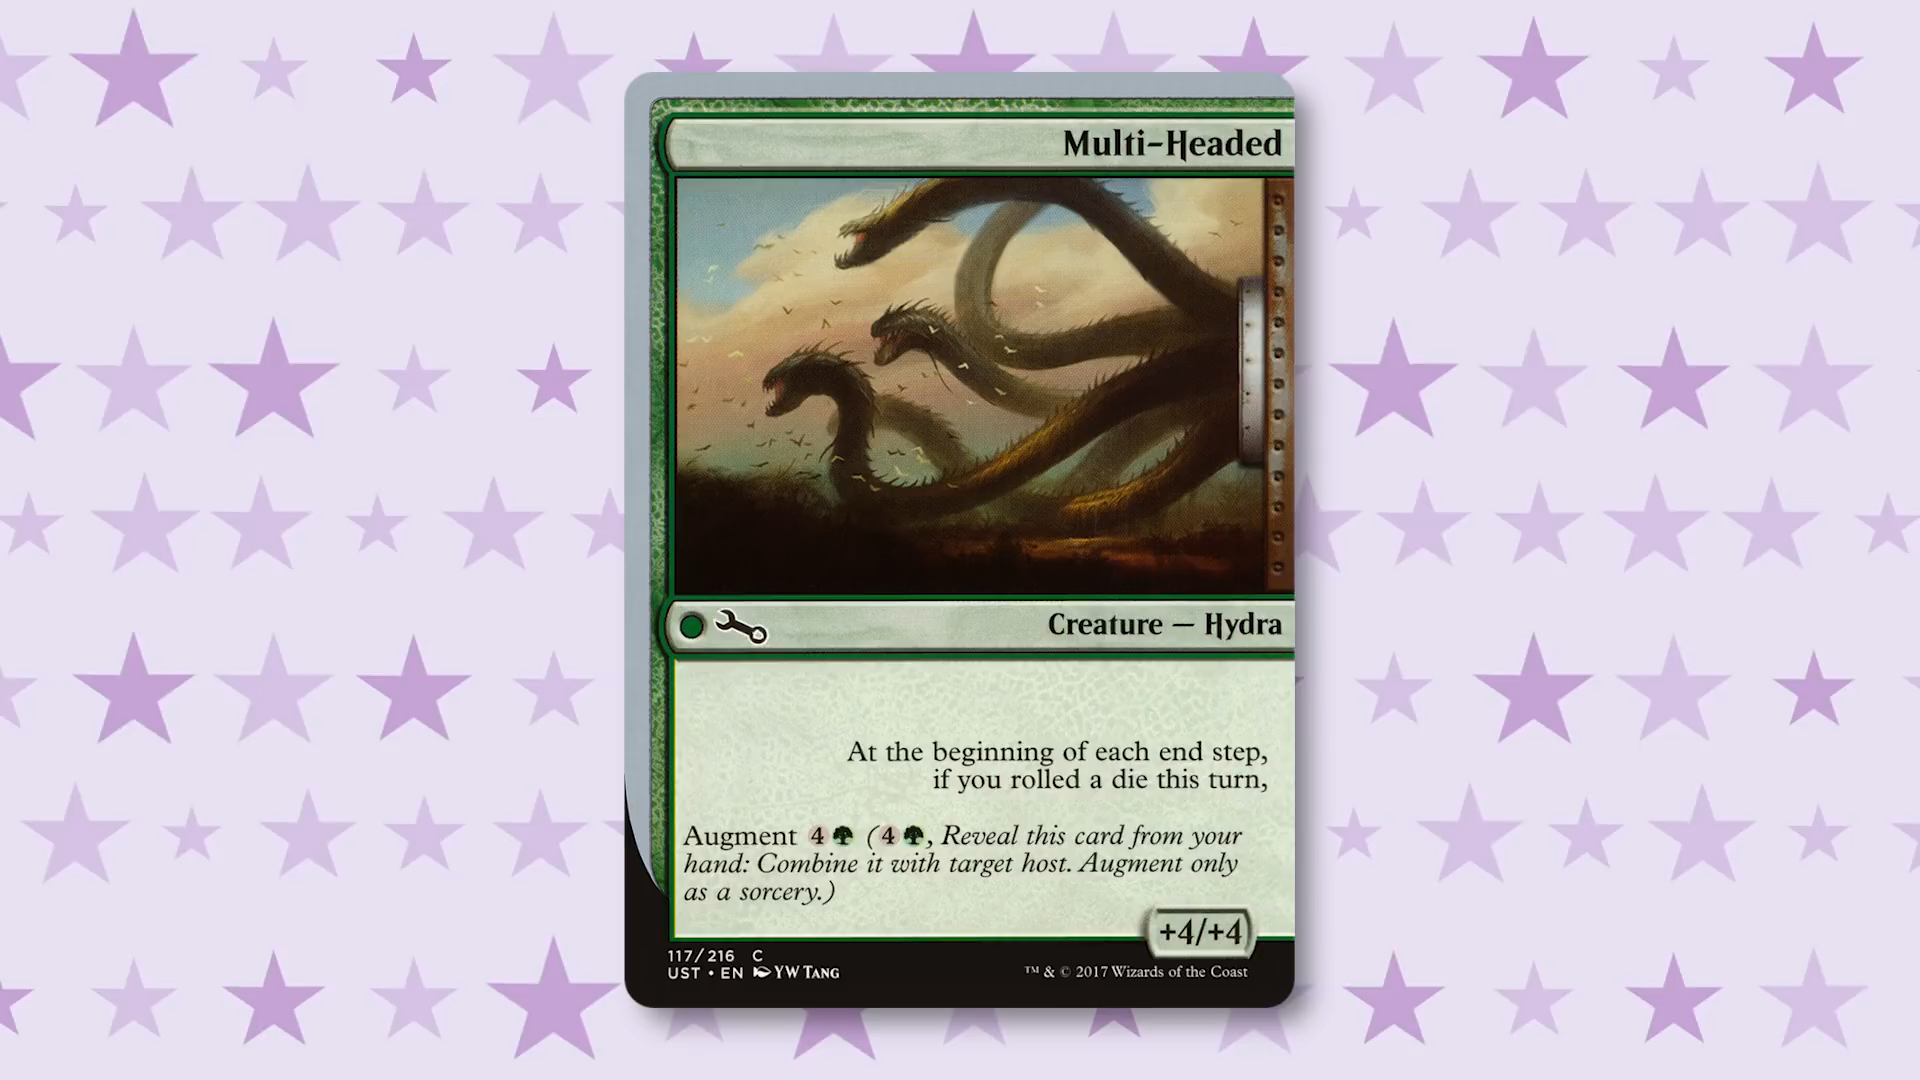 Multi-Headed
Creature — Hydra
At the beginning of each end step,
if you rolled a die this turn,
Augment 4 (4, Reveal this card from your
hand: Combine it with target host. Augment only
as a sorcery.)
+4/+4
117/216 C
UST • EN YW Tang
™ & © 2017 Wizards of the Coast